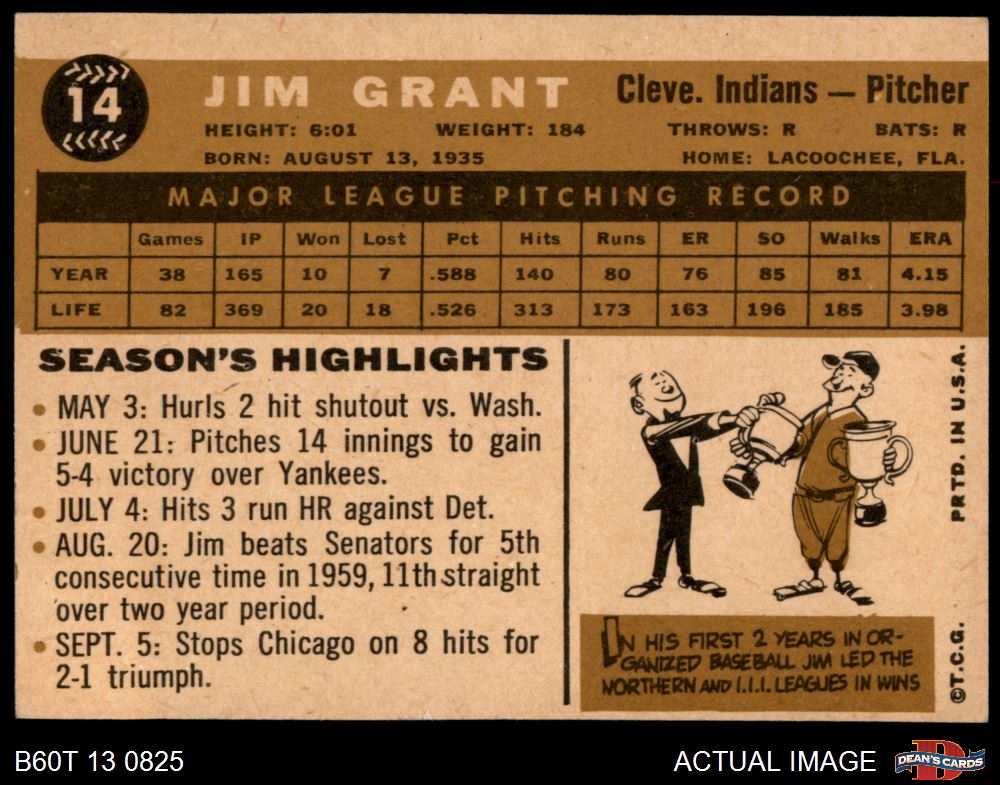 14
JIM GRANT
Cleve. Indians — Pitcher
HEIGHT: 6:01 WEIGHT: 184 THROWS: R BATS: R
BORN: AUGUST 13, 1935 HOME: LACOOCHEE, FLA.
MAJOR LEAGUE PITCHING RECORD
Games IP Won Lost Pct Hits Runs ER SO Walks ERA
YEAR 38 165 10 7 .588 140 80 76 85 81 4.15
LIFE 82 369 20 18 .526 313 173 163 196 185 3.98
SEASON'S HIGHLIGHTS
• MAY 3: Hurls 2 hit shutout vs. Wash.
• JUNE 21: Pitches 14 innings to gain
5-4 victory over Yankees.
• JULY 4: Hits 3 run HR against Det.
• AUG. 20: Jim beats Senators for 5th
consecutive time in 1959, 11th straight
over two year period.
• SEPT. 5: Stops Chicago on 8 hits for
2-1 triumph.
IN HIS FIRST 2 YEARS IN OR-
GANIZED BASEBALL JIM LED THE
NORTHERN AND I.I.I. LEAGUES IN WINS
©T.C.G. PRTD. IN U.S.A.
B60T 13 0825
ACTUAL IMAGE
D
DEAN'S CARDS